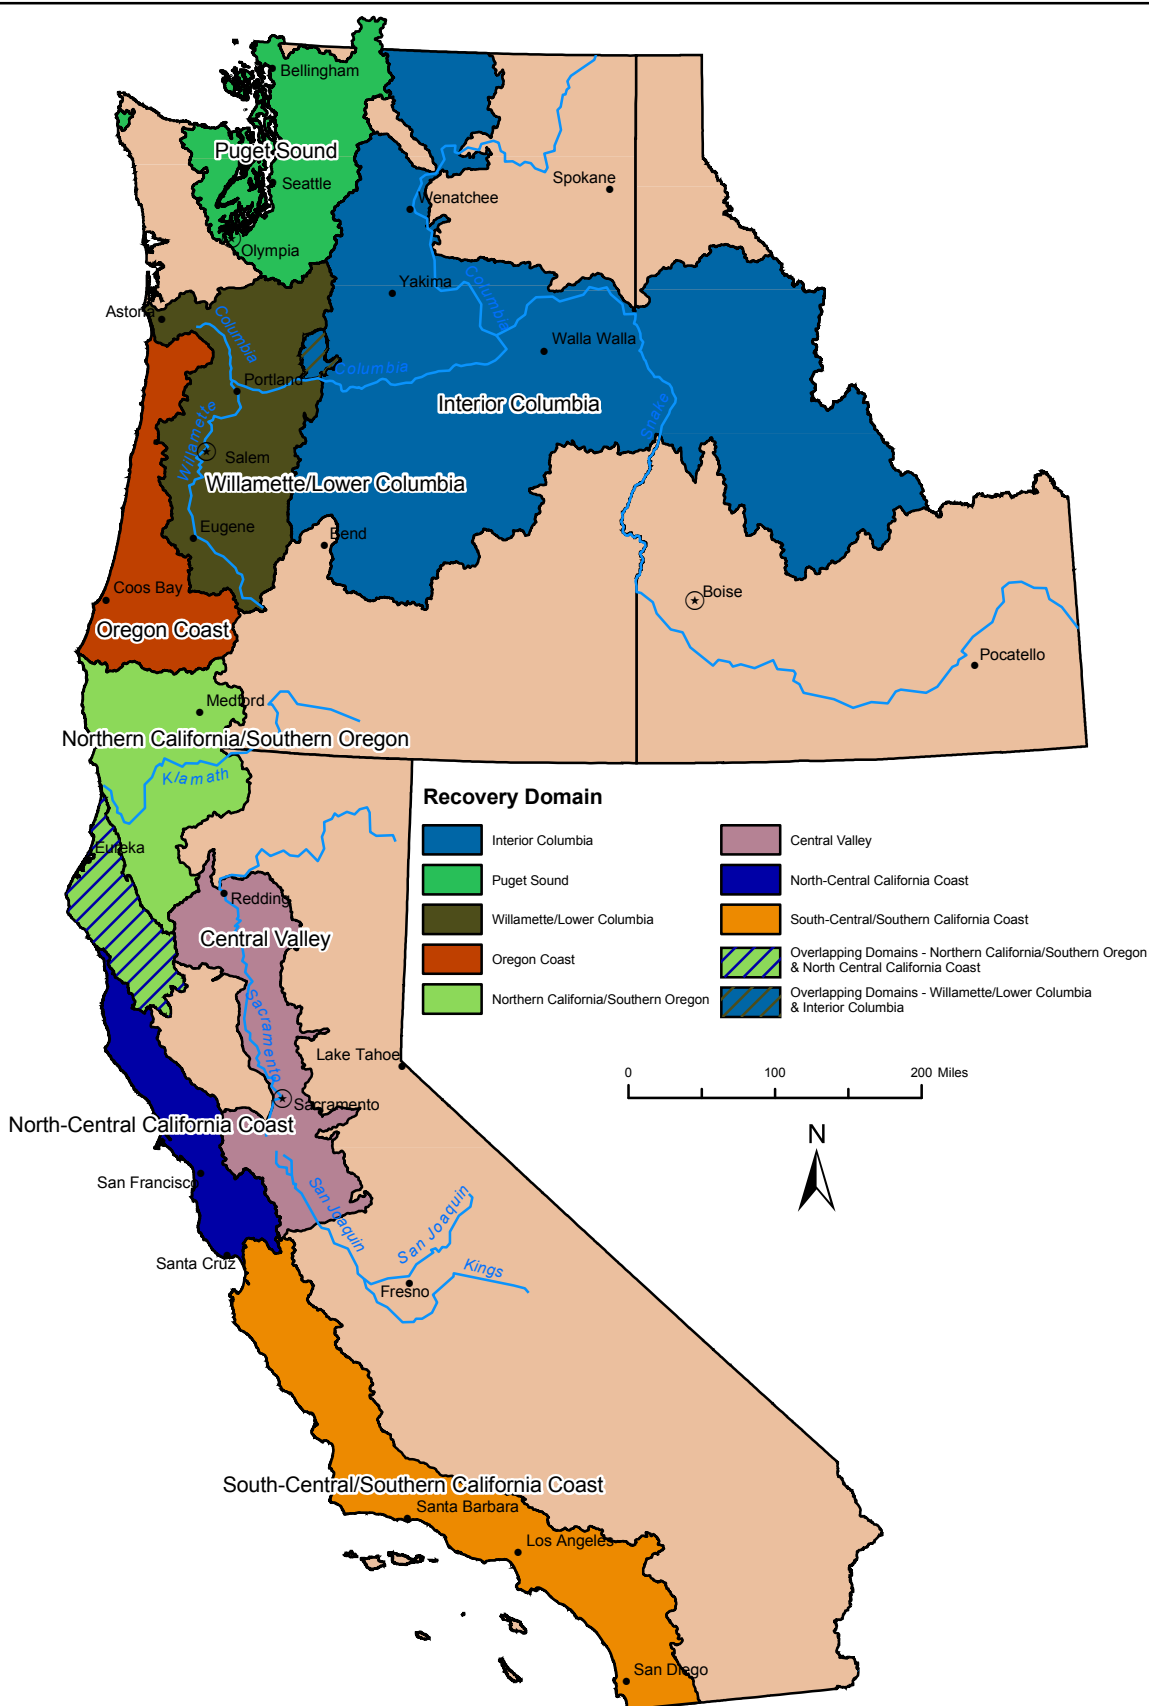 Bellingham
Puget Sound
Seattle
Spokane
Wenatchee
Olympia
Yakima
Columbia
Astoria
Columbia
Walla Walla
Columbia
Portland
Interior Columbia
Snake
Willamette
Salem
Willamette/Lower Columbia
Eugene
Bend
Coos Bay
Boise
Oregon Coast
Pocatello
Medford
Northern California/Southern Oregon
Klamath
Recovery Domain
Interior Columbia
Puget Sound
Willamette/Lower Columbia
Oregon Coast
Northern California/Southern Oregon
Central Valley
North-Central California Coast
South-Central/Southern California Coast
Overlapping Domains - Northern California/Southern Oregon
& North Central California Coast
Overlapping Domains - Willamette/Lower Columbia
& Interior Columbia
Eureka
Redding
Central Valley
Sacramento
Lake Tahoe
0 100 200 Miles
Sacramento
North-Central California Coast
N
San Francisco
San Joaquin
San Joaquin
Santa Cruz
Kings
Fresno
South-Central/Southern California Coast
Santa Barbara
Los Angeles
San Diego